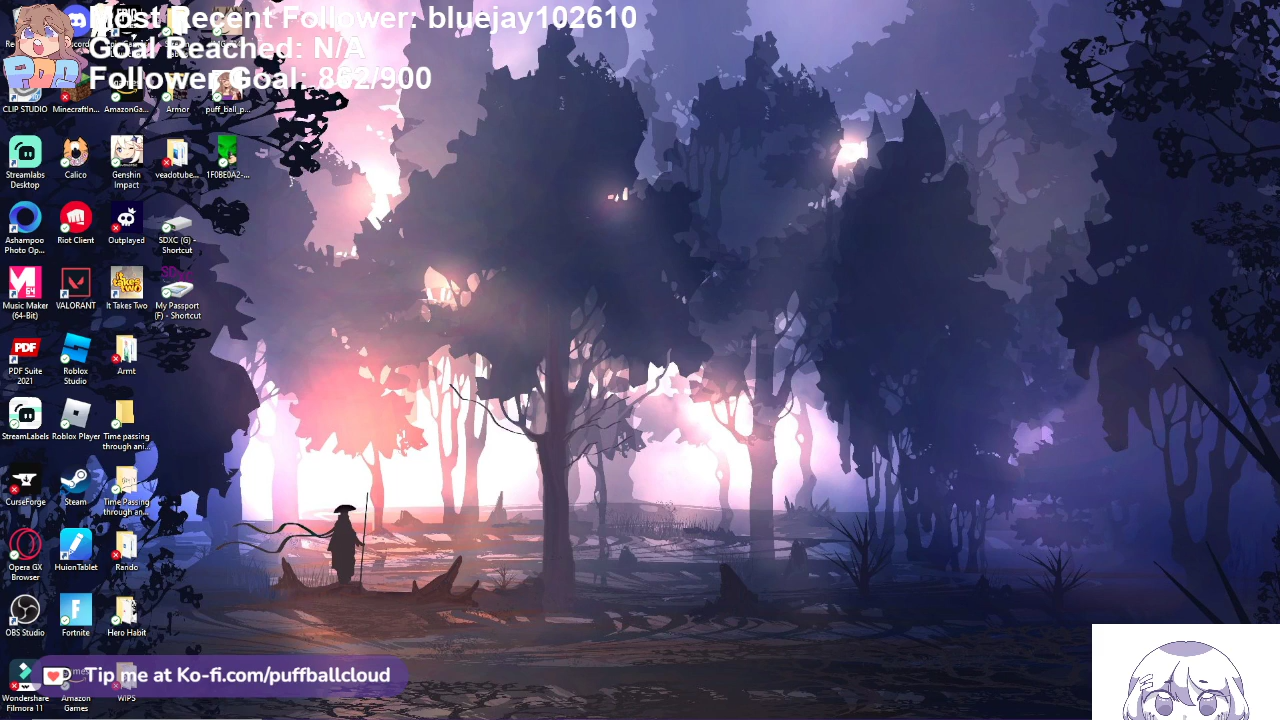 Most Recent Follower: bluejay102610
Goal Reached: N/A
Follower Goal: 862/900
CLIP STUDIO
Minecraftin...
AmazonGa...
Armor
puff_ball_p...
Streamlabs Desktop
Calico
Genshin Impact
veadotube...
1F0BE0A2-...
Ashampoo Photo Op...
Riot Client
Outplayed
SDXC (G) - Shortcut
Music Maker (64-Bit)
VALORANT
It Takes Two
My Passport (F) - Shortcut
PDF Suite 2021
Roblox Studio
Armt
StreamLabels
Roblox Player
Time passing through ani...
CurseForge
Steam
Time Passing through an...
Opera GX Browser
HuionTablet
Rando
OBS Studio
Fortnite
Hero Habit
Tip me at Ko-fi.com/puffballcloud
Wondershare Filmora 11
Amazon Games
WIPS